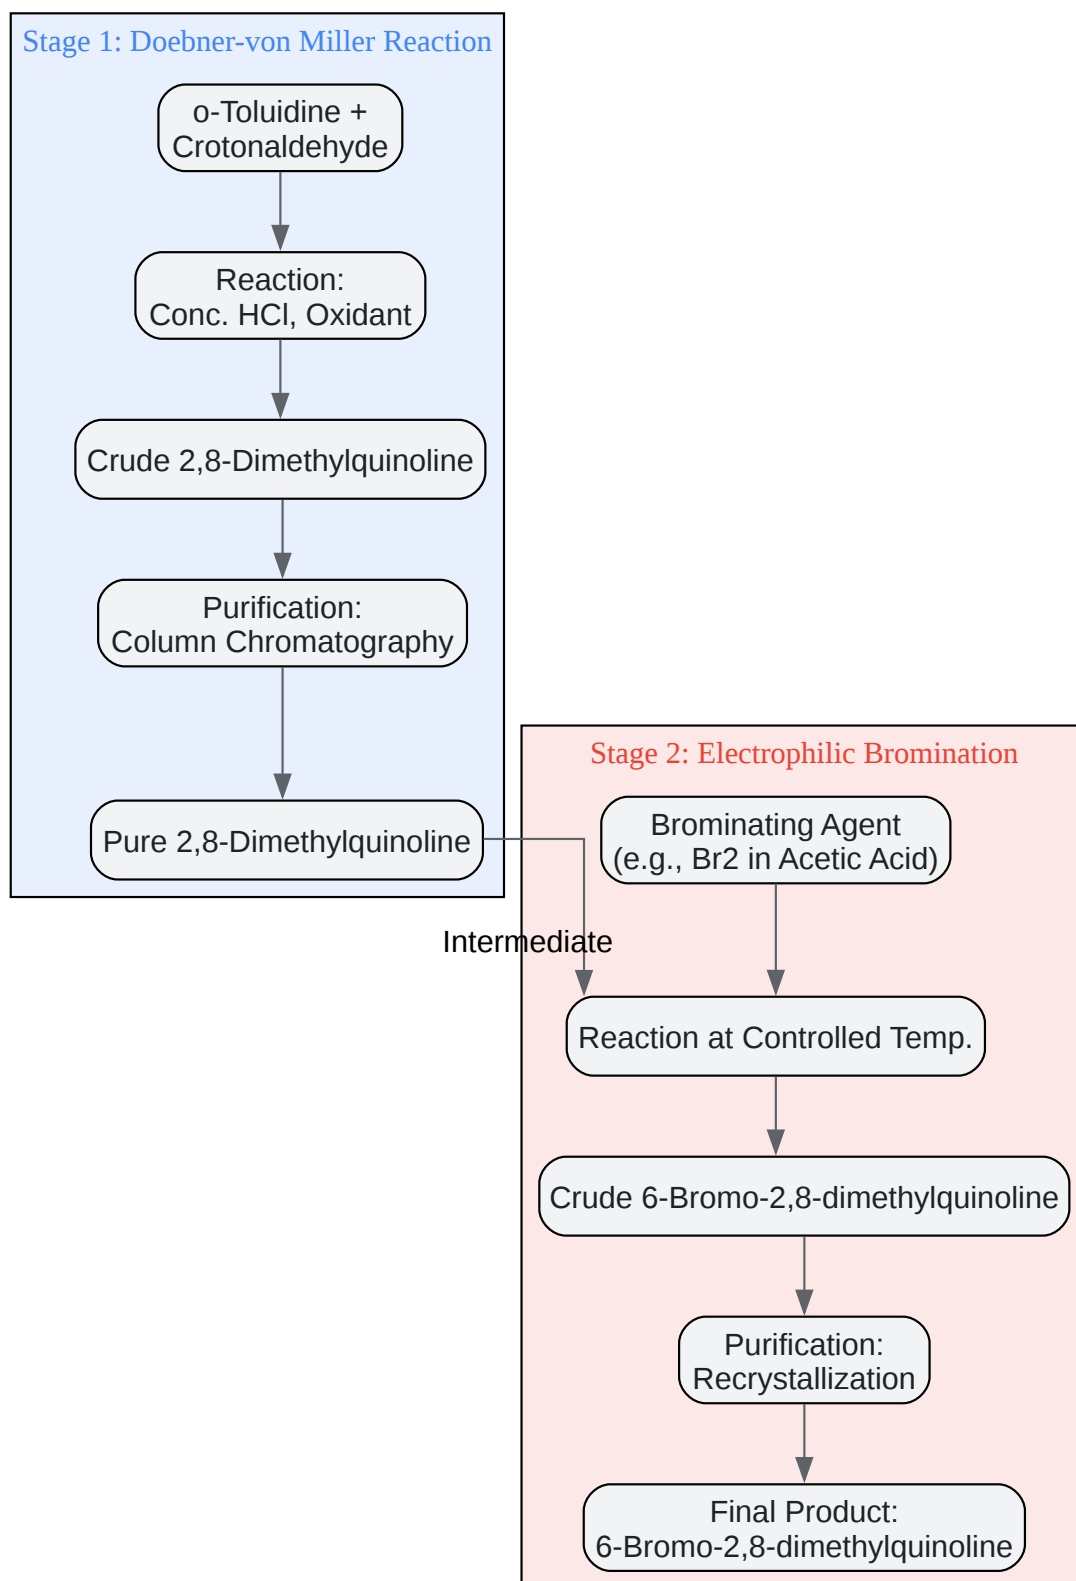 Stage 1: Doebner-von Miller Reaction
o-Toluidine +
Crotonaldehyde
Reaction:
Conc. HCl, Oxidant
Crude 2,8-Dimethylquinoline
Purification:
Column Chromatography
Pure 2,8-Dimethylquinoline
Intermediate
Stage 2: Electrophilic Bromination
Brominating Agent
(e.g., Br2 in Acetic Acid)
Reaction at Controlled Temp.
Crude 6-Bromo-2,8-dimethylquinoline
Purification:
Recrystallization
Final Product:
6-Bromo-2,8-dimethylquinoline